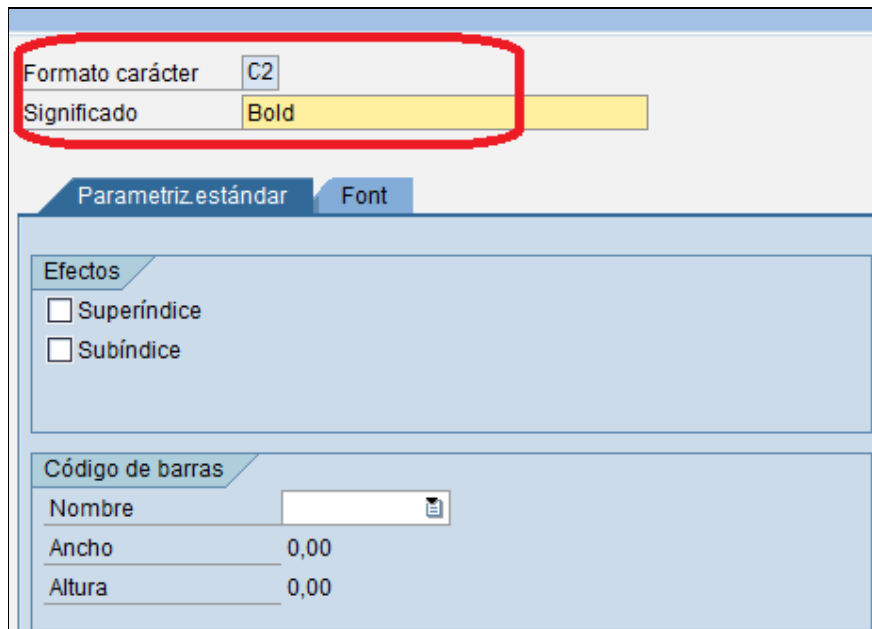 Formato carácter C2
Significado Bold
Parametriz.estándar Font
Efectos
Superíndice
Subíndice
Código de barras
Nombre
Ancho 0,00
Altura 0,00